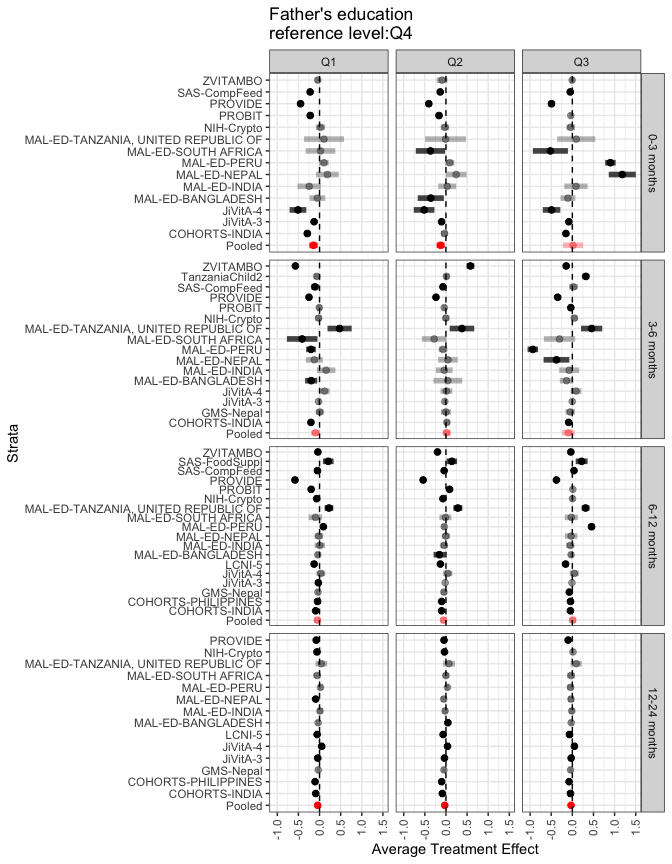 Father's education
reference level:Q4
Q1 Q2 Q3
ZVITAMBO
SAS-CompFeed
PROVIDE
PROBIT
NIH-Crypto
MAL-ED-TANZANIA, UNITED REPUBLIC OF
MAL-ED-SOUTH AFRICA
MAL-ED-PERU
MAL-ED-NEPAL
MAL-ED-INDIA
MAL-ED-BANGLADESH
JiVitA-4
JiVitA-3
COHORTS-INDIA
Pooled
0-3 months
ZVITAMBO
TanzaniaChild2
SAS-CompFeed
PROVIDE
PROBIT
NIH-Crypto
MAL-ED-TANZANIA, UNITED REPUBLIC OF
MAL-ED-SOUTH AFRICA
MAL-ED-PERU
MAL-ED-NEPAL
MAL-ED-INDIA
MAL-ED-BANGLADESH
JiVitA-4
JiVitA-3
GMS-Nepal
COHORTS-INDIA
Pooled
3-6 months
ZVITAMBO
SAS-FoodSuppl
SAS-CompFeed
PROVIDE
PROBIT
NIH-Crypto
MAL-ED-TANZANIA, UNITED REPUBLIC OF
MAL-ED-SOUTH AFRICA
MAL-ED-PERU
MAL-ED-NEPAL
MAL-ED-INDIA
MAL-ED-BANGLADESH
LCNI-5
JiVitA-4
JiVitA-3
GMS-Nepal
COHORTS-PHILIPPINES
COHORTS-INDIA
Pooled
6-12 months
PROVIDE
NIH-Crypto
MAL-ED-TANZANIA, UNITED REPUBLIC OF
MAL-ED-SOUTH AFRICA
MAL-ED-PERU
MAL-ED-NEPAL
MAL-ED-INDIA
MAL-ED-BANGLADESH
LCNI-5
JiVitA-4
JiVitA-3
GMS-Nepal
COHORTS-PHILIPPINES
COHORTS-INDIA
Pooled
12-24 months
Strata
-1.0 -0.5 0.0 0.5 1.0 1.5 -1.0 -0.5 0.0 0.5 1.0 1.5 -1.0 -0.5 0.0 0.5 1.0 1.5
Average Treatment Effect